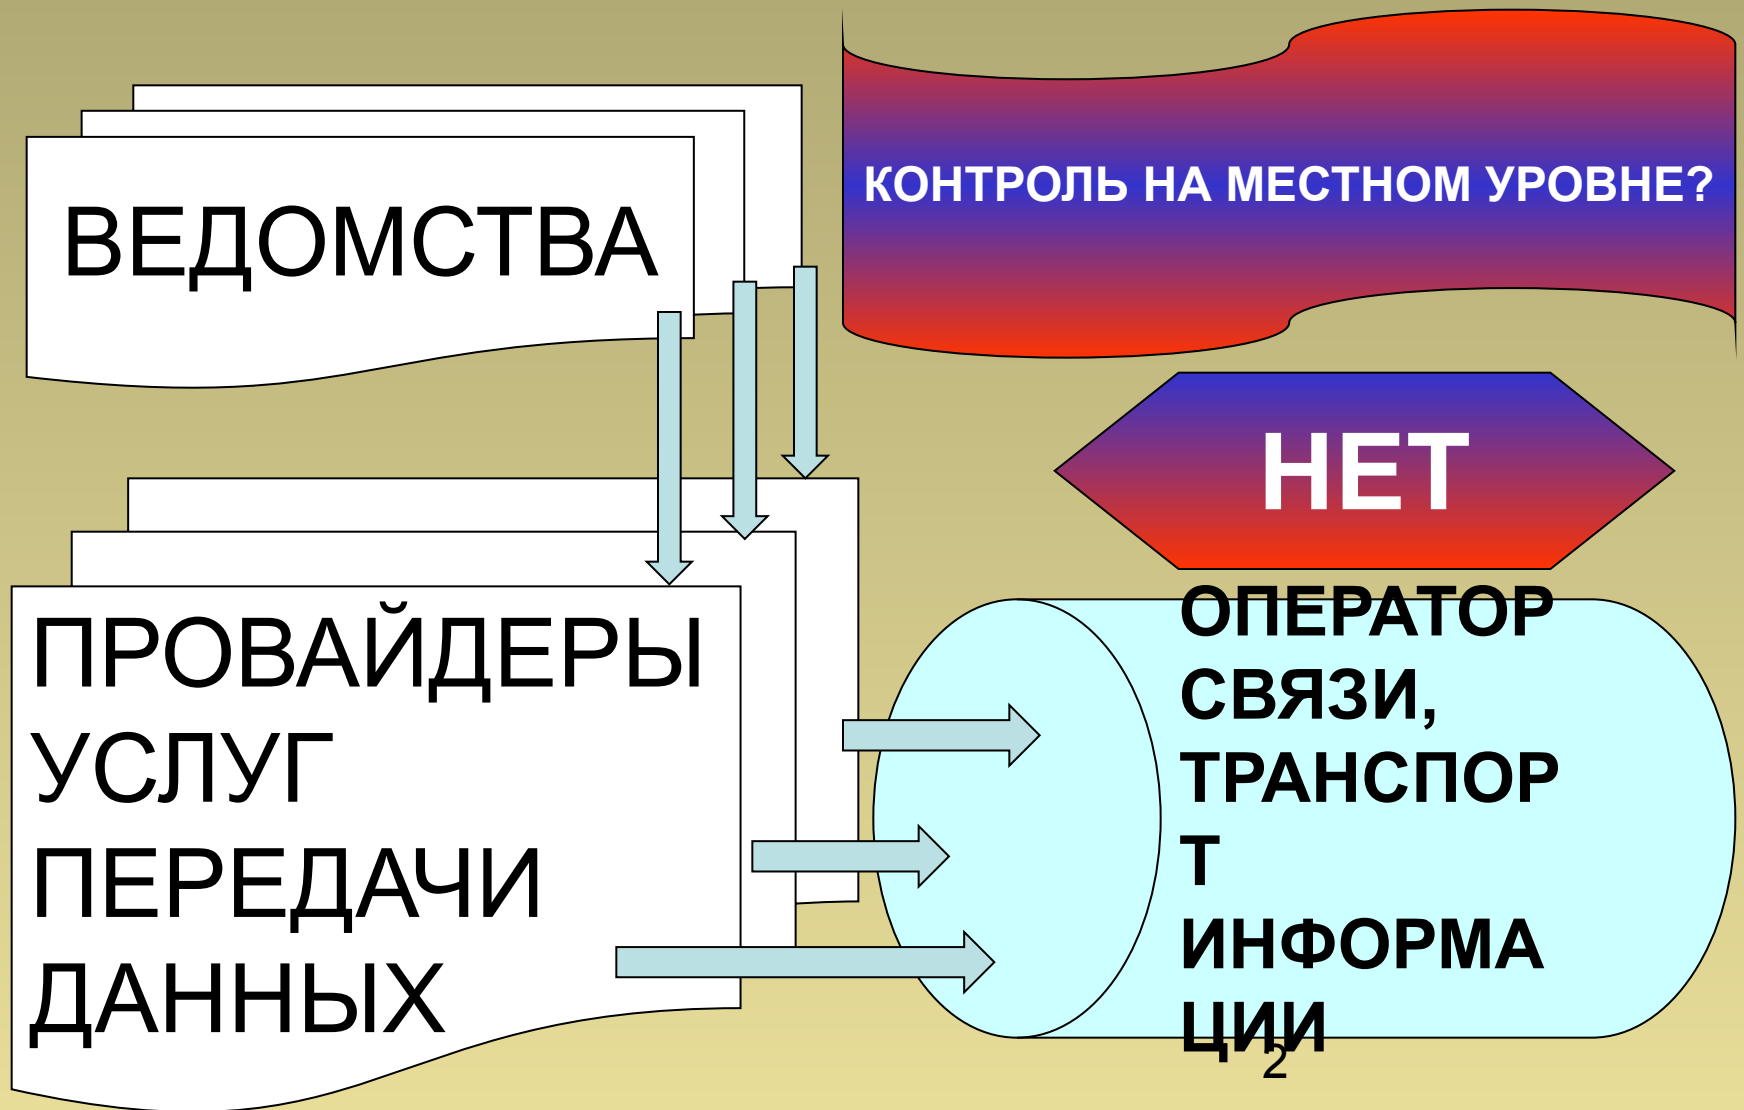 КОНТРОЛЬ НА МЕСТНОМ УРОВНЕ?
ВЕДОМСТВА
НЕТ
ПРОВАЙДЕРЫ
УСЛУГ
ПЕРЕДАЧИ
ДАННЫХ
ОПЕРАТОР
СВЯЗИ,
ТРАНСПОР
Т
ИНФОРМА
ЦИИ
2